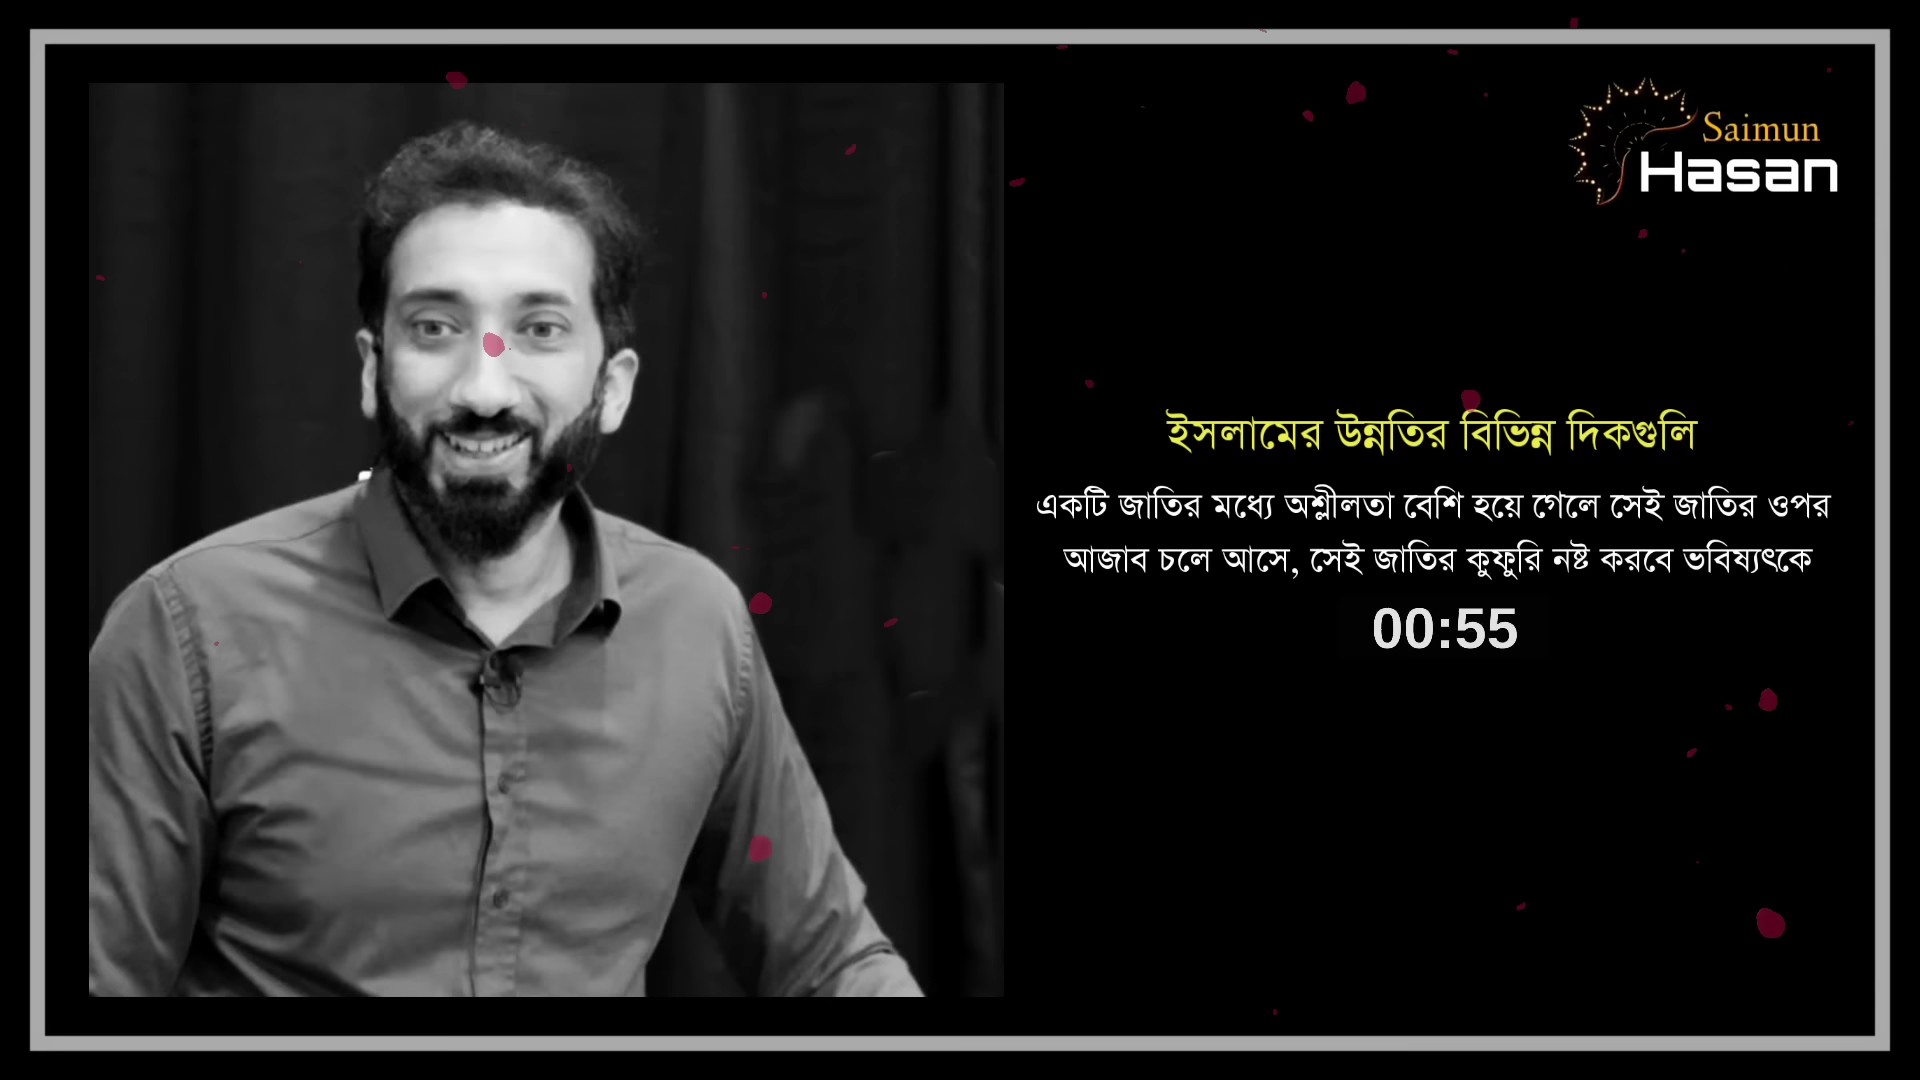 Saimun
Hasan
ইসলামের উন্নতির বিভিন্ন দিকগুলি
একটি জাতির মধ্যে অশ্লীলতা বেশি হয়ে গেলে সেই জাতির ওপর
আজাব চলে আসে, সেই জাতির কুফুরি নষ্ট করবে ভবিষ্যৎকে
00:55